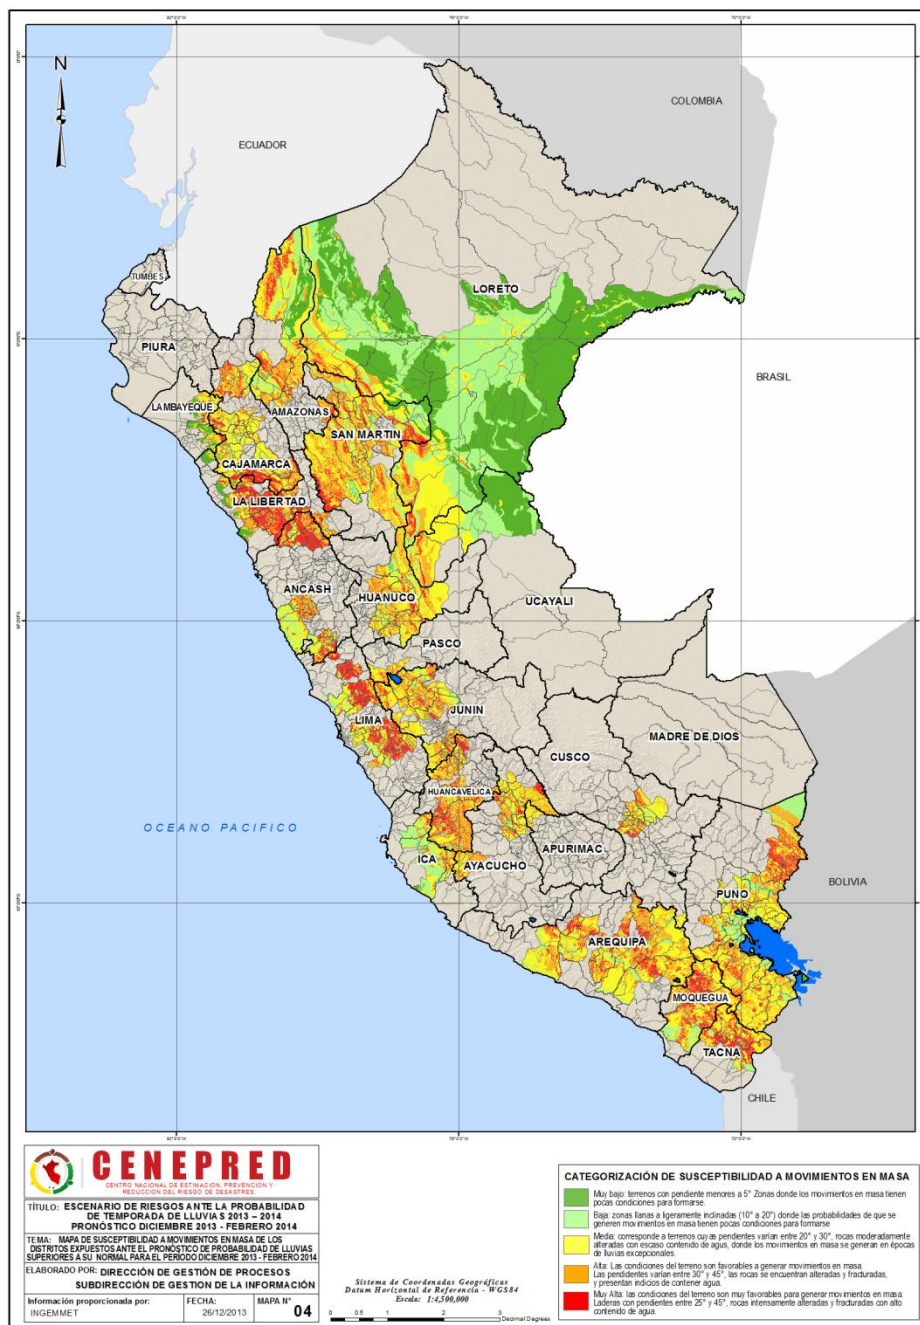 N
COLOMBIA
ECUADOR
TUMBES
LORETO
PIURA
BRASIL
LAMBAYEQUE
AMAZONAS
SAN MARTIN
CAJAMARCA
LA LIBERTAD
ANCASH
HUANUCO
UCAYALI
PASCO
JUNIN
LIMA
MADRE DE DIOS
CUSCO
HUANCAVELICA
OCEANO PACIFICO
ICA
AYACUCHO
APURIMAC
PUNO
BOLIVIA
AREQUIPA
MOQUEGUA
TACNA
CHILE
CENEPRED
CENTRO NACIONAL DE ESTIMACION, PREVENCION Y
REDUCCION DEL RIESGO DE DESASTRES
TÍTULO: ESCENARIO DE RIESGOS ANTE LA PROBABILIDAD
DE TEMPORADA DE LLUVIAS 2013 – 2014
PRONÓSTICO DICIEMBRE 2013 - FEBRERO 2014
TEMA: MAPA DE SUSCEPTIBILIDAD A MOVIMIENTOS EN MASA DE LOS
DISTRITOS EXPUESTOS ANTE EL PRONÓSTICO DE PROBABILIDAD DE LLUVIAS
SUPERIORES A SU NORMAL PARA EL PERIODO DICIEMBRE 2013 - FEBRERO 2014
ELABORADO POR: DIRECCIÓN DE GESTIÓN DE PROCESOS
SUBDIRECCIÓN DE GESTION DE LA INFORMACIÓN
Información proporcionada por:
INGEMMET
FECHA:
26/12/2013
MAPA N°
04
Sistema de Coordenadas Geográficas
Datum Horizontal de Referencia - WGS84
Escala: 1:4,500,000
0 0.5 1 2 3 4
Decimal Degrees
CATEGORIZACIÓN DE SUSCEPTIBILIDAD A MOVIMIENTOS EN MASA
Muy bajo: terrenos con pendiente menores a 5° Zonas donde los movimientos en masa tienen
pocas condiciones para formarse.
Baja: zonas llanas a ligeramente inclinadas (10° a 20°) donde las probabilidades de que se
generen movimientos en masa tienen pocas condiciones para formarse
Media: corresponde a terrenos cuyas pendientes varian entre 20° y 30°, rocas moderadamente
alteradas con escaso contenido de agua, donde los movimientos en masa se generan en épocas
de lluvias excepcionales.
Alta: Las condiciones del terreno son favorables a generar movimientos en masa.
Las pendidentes varian entre 30° y 45°, las rocas se encuentran alteradas y fracturadas,
y presentan indicios de contener agua.
Muy Alta: las condiciones del terreno son muy favorables para generar movimientos en masa.
Laderas con pendientes entre 25° y 45°, rocas intensamente alteradas y fracturadas con alto
contenido de agua.